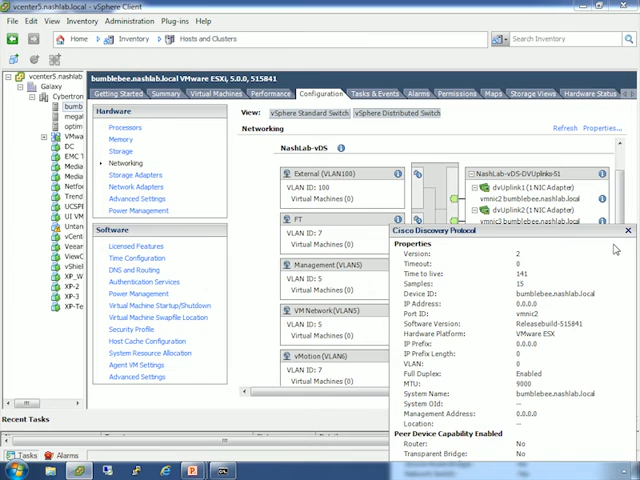 vcenter5.nashlab.local - vSphere Client
File Edit View Inventory Administration Plug-ins Help
Home Inventory Hosts and Clusters
Search Inventory
vcenter5.nashlab
Galaxy
Cybertron
bumb
megat
optim
VMwa
DC
EMC T
Media
Nost
Red
UCSPE
UI VM
Untan
vCent
View
vShiel
XP_W
XP-2
XP-3
XP-Te
bumblebee.nashlab.local VMware ESXi, 5.0.0, 515841
Getting Started Summary Virtual Machines Performance Configuration Tasks & Events Alarms Permissions Maps Storage Views Hardware Status
Hardware
Processors
Memory
Storage
Networking
Storage Adapters
Network Adapters
Advanced Settings
Power Management
Software
Licensed Features
Time Configuration
DNS and Routing
Authentication Services
Power Management
Virtual Machine Startup/Shutdown
Virtual Machine Swapfile Location
Security Profile
Host Cache Configuration
System Resource Allocation
Agent VM Settings
Advanced Settings
View: vSphere Standard Switch vSphere Distributed Switch
Networking Refresh Properties...
NashLab-vDS
External (VLAN100)
VLAN ID: 100
Virtual Machines (0)
FT
VLAN ID: 7
Virtual Machines (0)
Management (VLAN5)
VLAN ID: 5
Virtual Machines (0)
VM Network (VLAN5)
VLAN ID: 5
Virtual Machines (0)
vMotion (VLAN6)
VLAN ID: 7
Virtual Machines (0)
NashLab-vDS-DVUplinks-51
dvUplink1 (1 NIC Adapter)
vmnic2 bumblebee.nashlab.local
dvUplink2 (1 NIC Adapter)
vmnic3 bumblebee.nashlab.local
Cisco Discovery Protocol
Properties
Version: 2
Timeout: 0
Time to live: 141
Samples: 15
Device ID: bumblebee.nashlab.local
IP Address: 0.0.0.0
Port ID: vmnic2
Software Version: Releasebuild-515841
Hardware Platform: VMware ESX
IP Prefix: 0.0.0.0
IP Prefix Length: 0
VLAN: 0
Full Duplex: Enabled
MTU: 9000
System Name: bumblebee.nashlab.local
System OId: --
Management Address: 0.0.0.0
Location: --
Peer Device Capability Enabled
Router: No
Transparent Bridge: No
Recent Tasks
Tasks Alarms